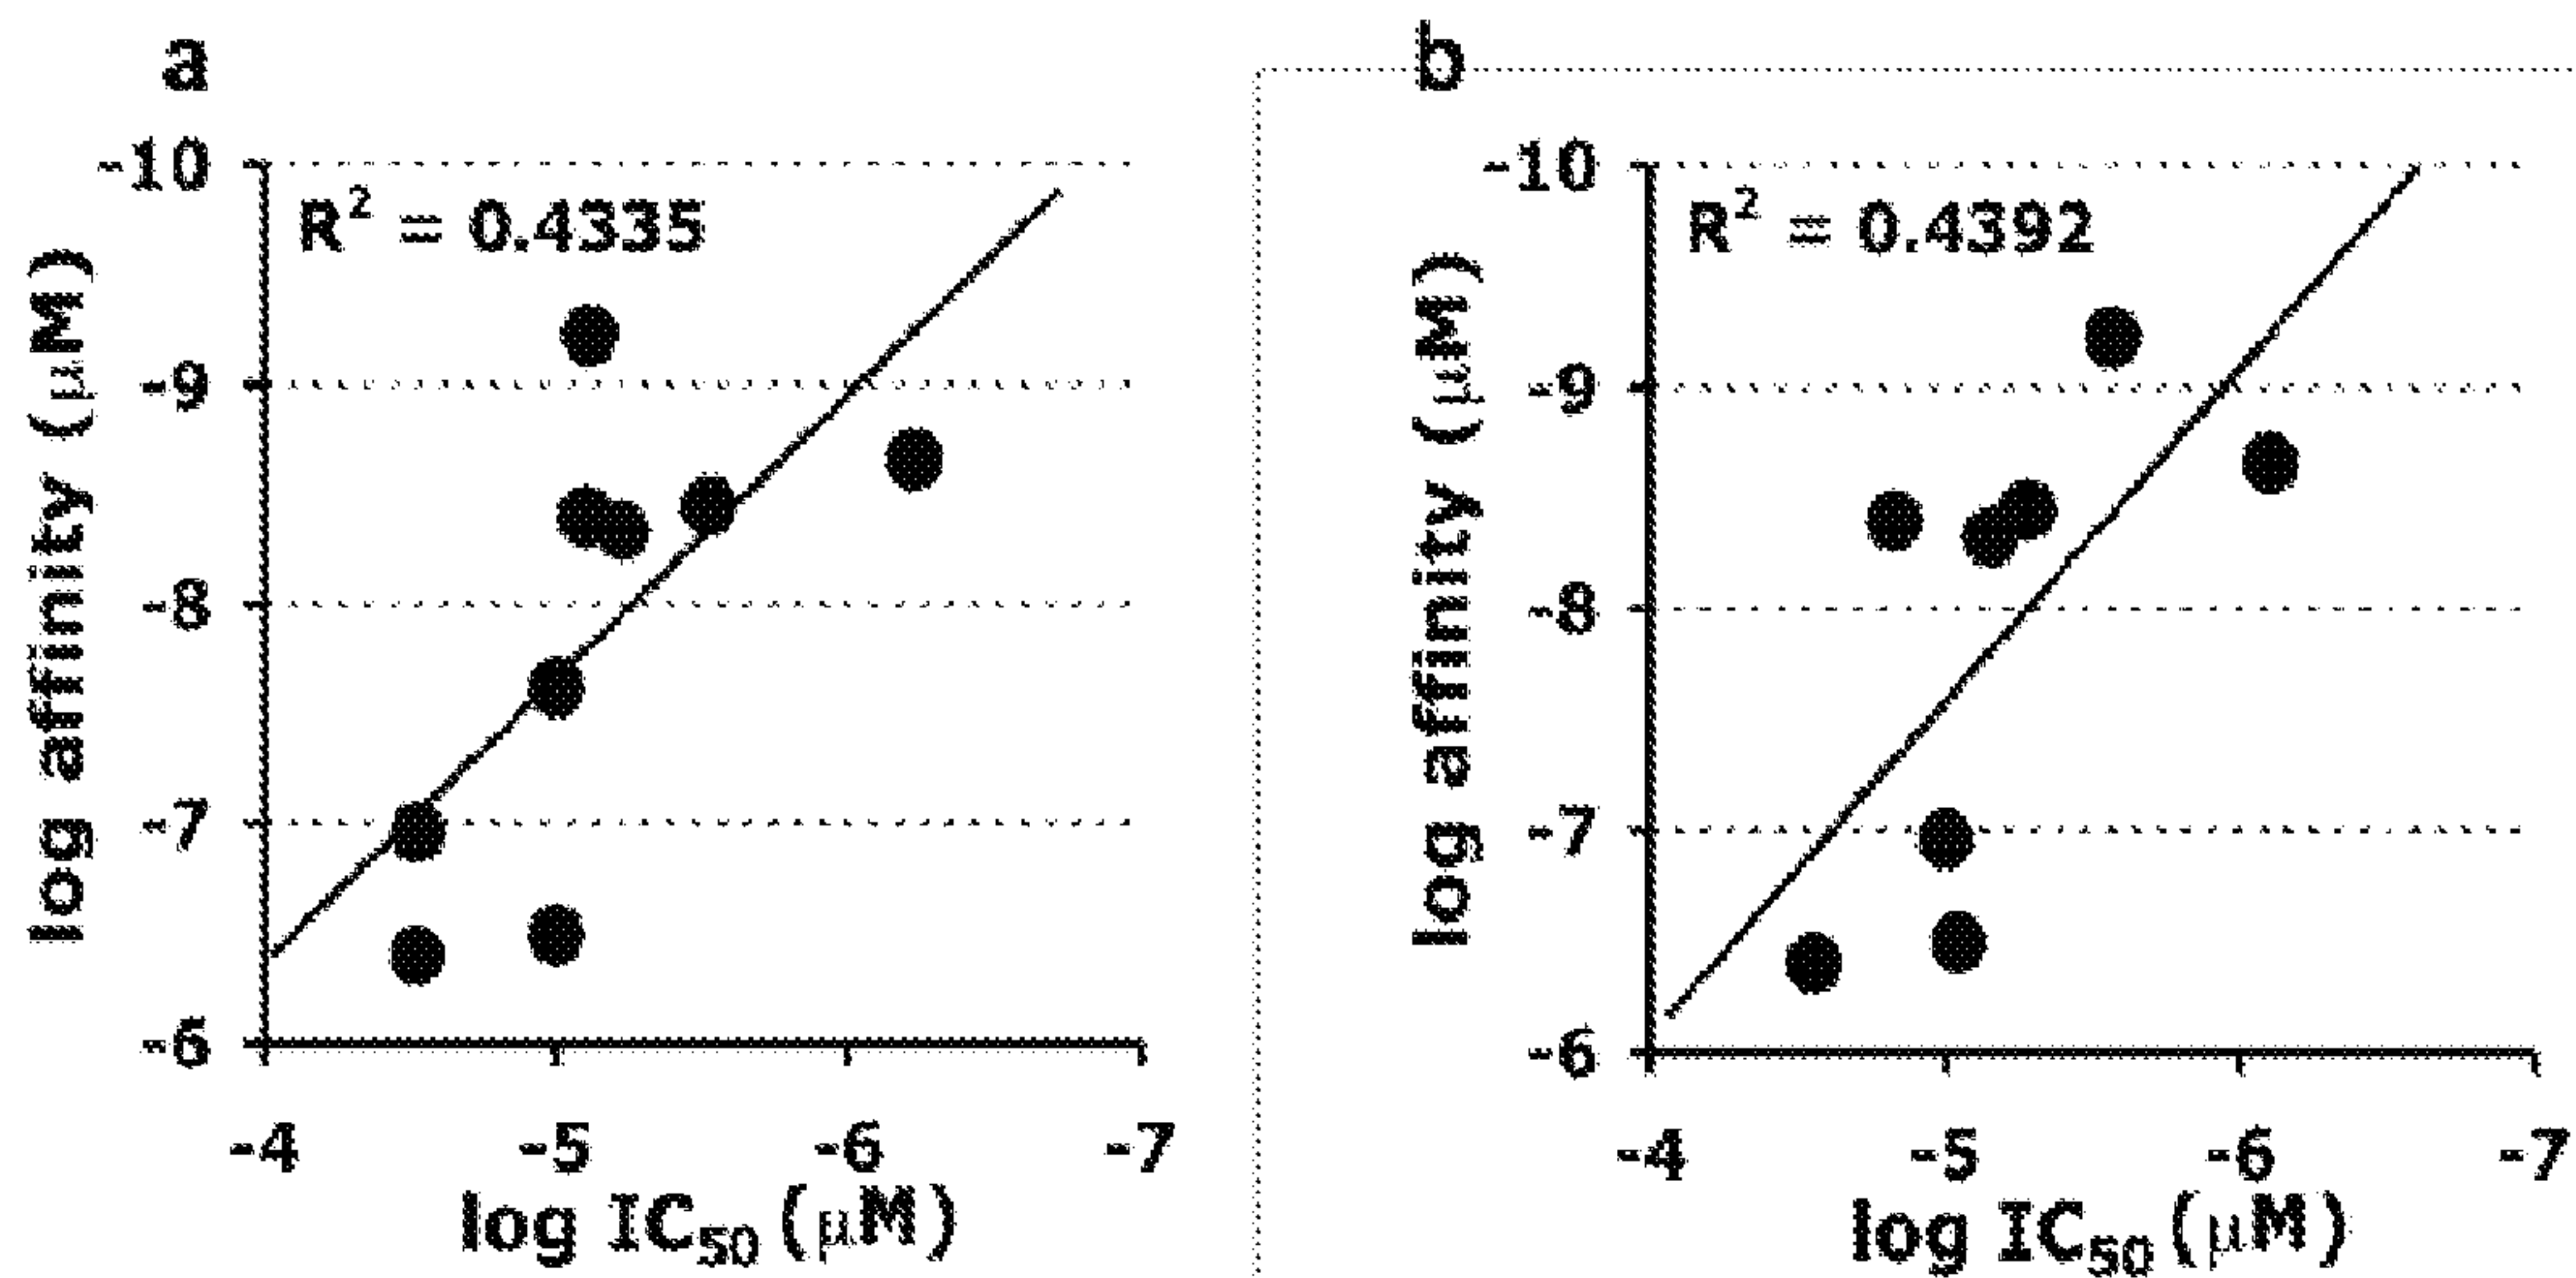 a
-10
R² = 0.4335
-9
-8
-7
-6
-4 -5 -6 -7
log IC₅₀ (μM)
log affinity (μM)
b
-10
R² = 0.4392
-9
-8
-7
-6
-4 -5 -6 -7
log IC₅₀ (μM)
log affinity (μM)